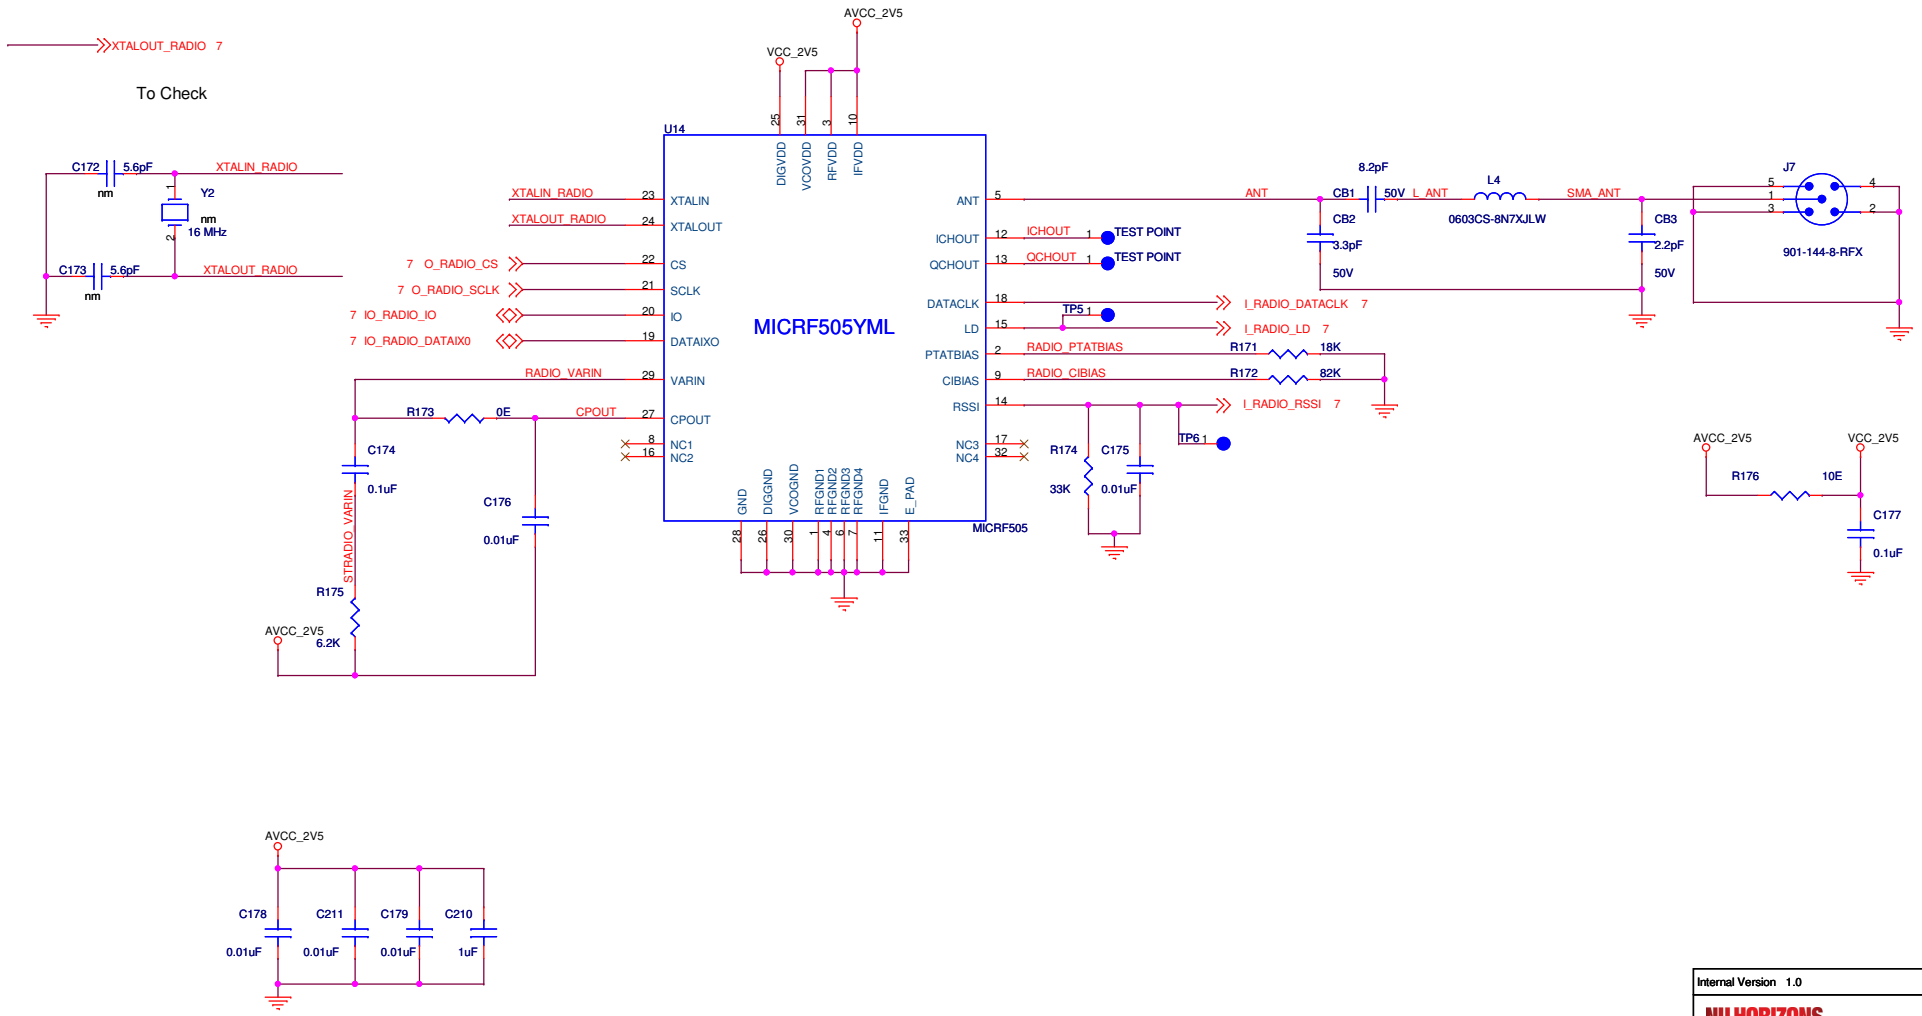 AVCC_2V5
XTALOUT_RADIO 7
VCC_2V5
To Check
U14
25 31 3 10
DIGVDD VCOVDD RFVDD IFVDD
C172 5.6pF XTALIN_RADIO
nm
1
Y2
nm
16 MHz
2
C173 5.6pF XTALOUT_RADIO
nm
XTALIN_RADIO 23 XTALIN
XTALOUT_RADIO 24 XTALOUT
7 O_RADIO_CS 22 CS
7 O_RADIO_SCLK 21 SCLK
7 IO_RADIO_IO 20 IO
7 IO_RADIO_DATAIX0 19 DATAIXO
RADIO_VARIN 29 VARIN
R173 0E CPOUT 27 CPOUT
8 NC1
16 NC2
MICRF505YML
ANT 5 ANT
ICHOUT 12 ICHOUT 1 TEST POINT
QCHOUT 13 QCHOUT 1 TEST POINT
DATACLK 18 I_RADIO_DATACLK 7
TP5 1
LD 15 I_RADIO_LD 7
PTATBIAS 2 RADIO_PTATBIAS R171 18K
CIBIAS 9 RADIO_CIBIAS R172 82K
RSSI 14 I_RADIO_RSSI 7
TP6 1
NC3 17
NC4 32
8.2pF
CB1 50V L_ANT
L4
0603CS-8N7XJLW
SMA_ANT
CB2
3.3pF
50V
CB3
2.2pF
50V
J7
5 4
1
3 2
901-144-8-RFX
C174
0.1uF
STRADIO_VARIN
R175
6.2K
AVCC_2V5
C176
0.01uF
GND DIGGND VCOGND RFGND1 RFGND2 RFGND3 RFGND4 IFGND E_PAD
28 26 30 1 4 6 7 11 33
MICRF505
R174 C175
33K 0.01uF
AVCC_2V5 VCC_2V5
R176 10E
C177
0.1uF
AVCC_2V5
C178 C211 C179 C210
0.01uF 0.01uF 0.01uF 1uF
Internal Version 1.0
NU HORIZONS